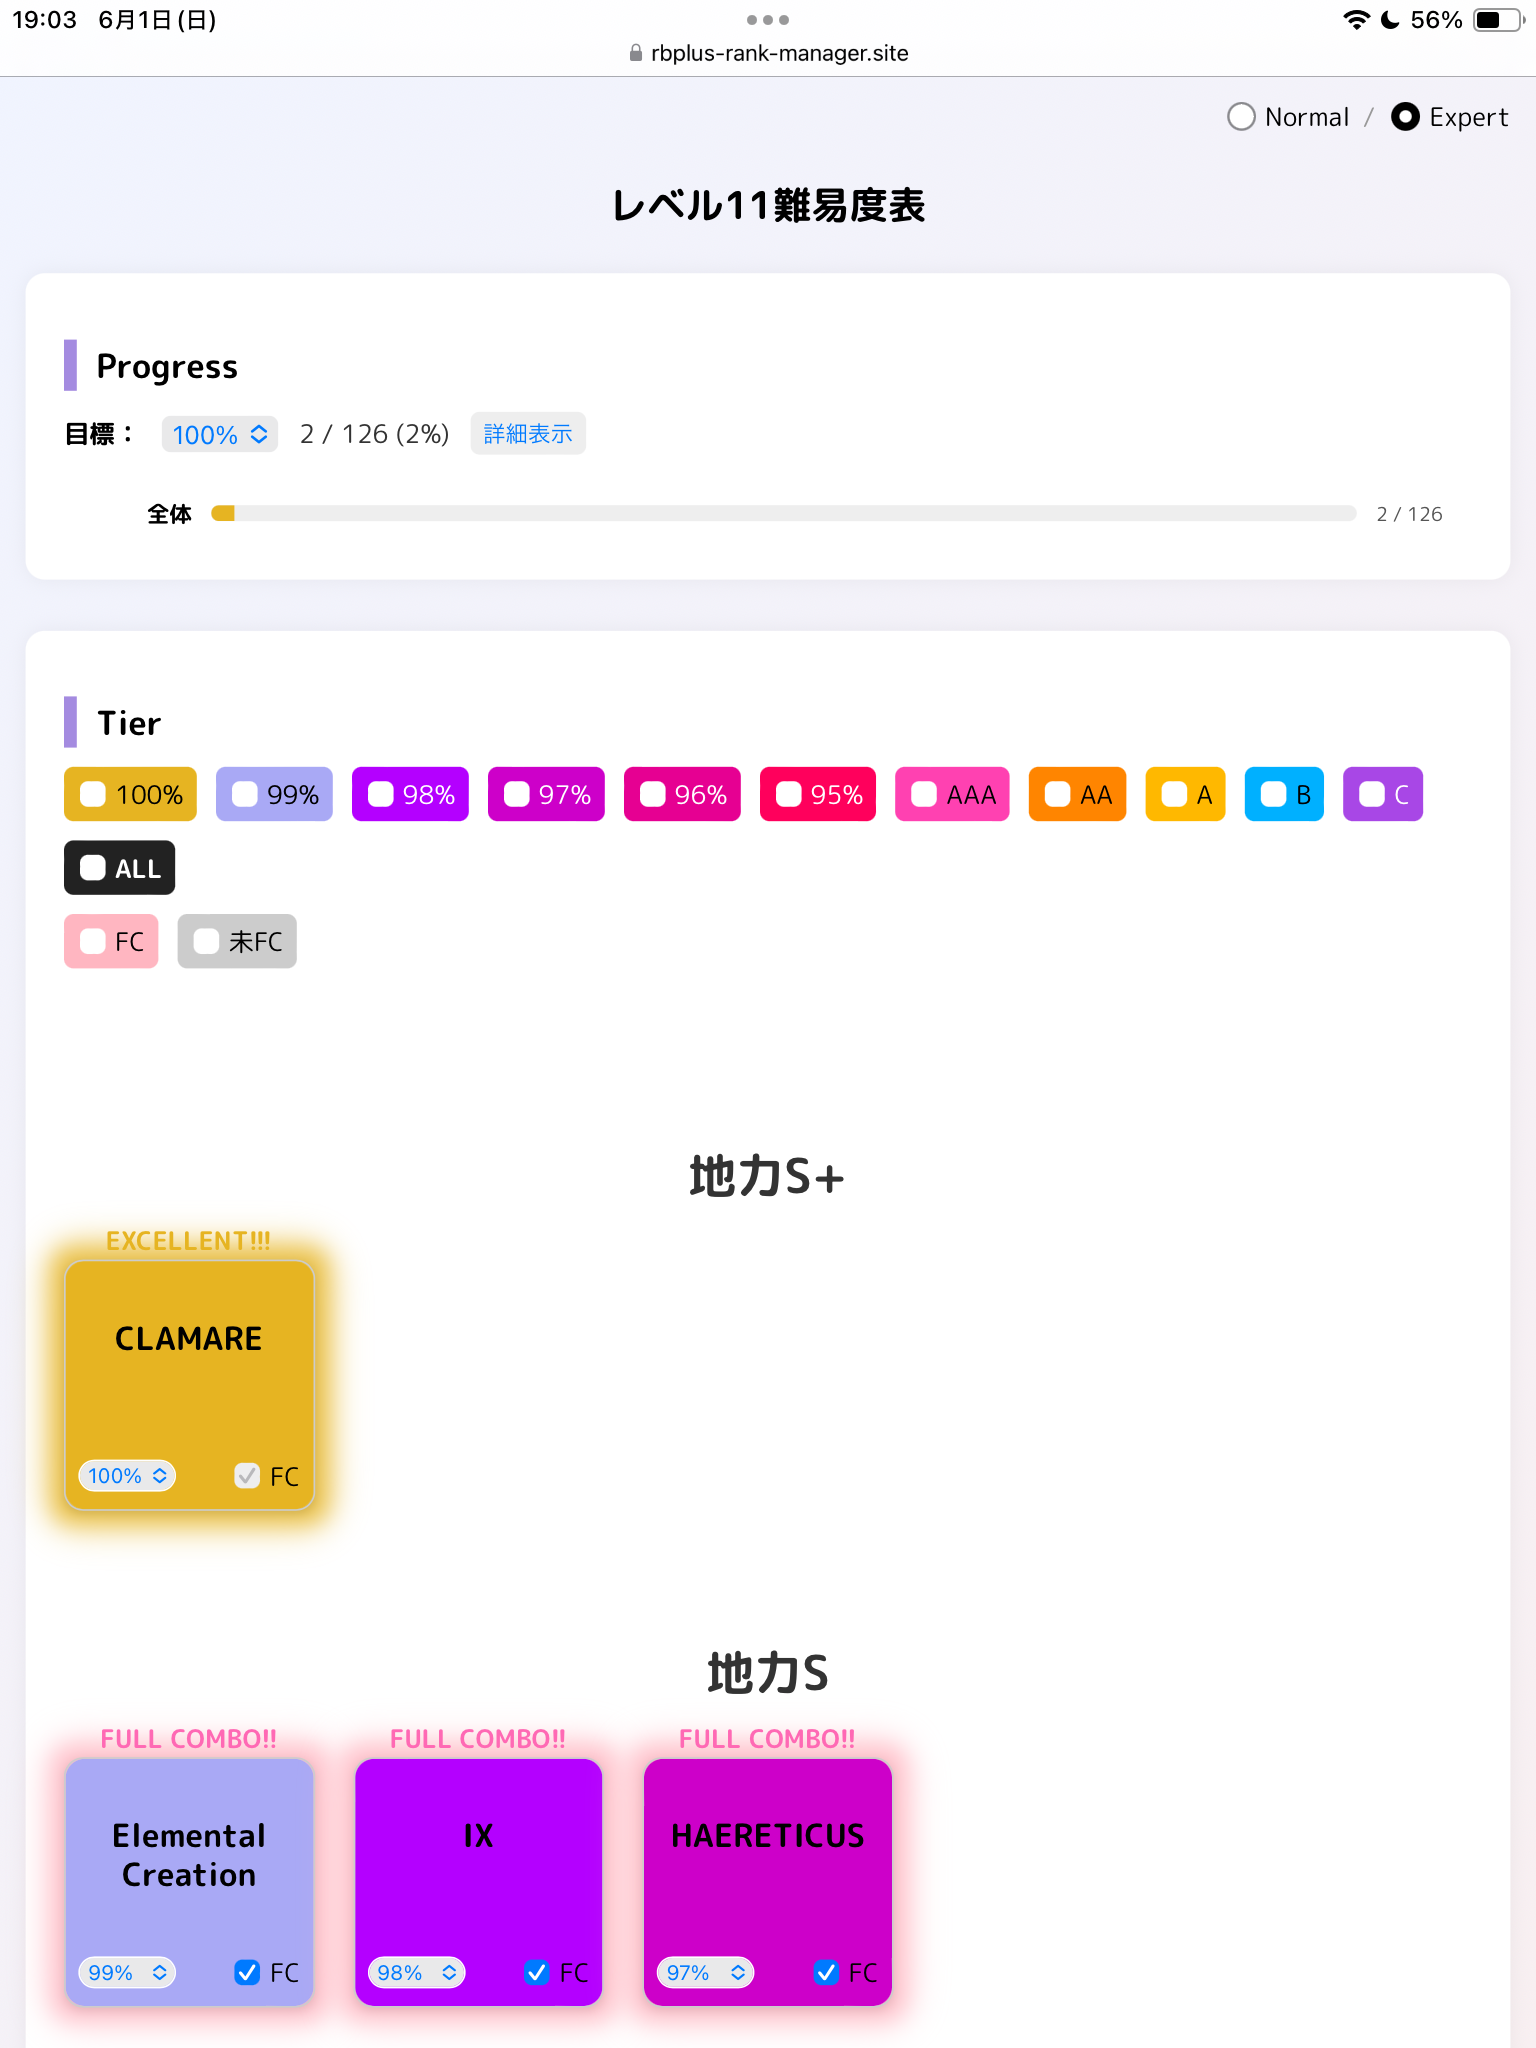 19:03 6月1日(日)
56%
rbplus-rank-manager.site
Normal / Expert
レベル11難易度表
Progress
目標： 100% 2 / 126 (2%) 詳細表示
全体 2 / 126
Tier
100% 99% 98% 97% 96% 95% AAA AA A B C
ALL
FC 未FC
地力S+
EXCELLENT!!!
CLAMARE
100% FC
地力S
FULL COMBO!! FULL COMBO!! FULL COMBO!!
Elemental Creation IX HAERETICUS
99% FC 98% FC 97% FC